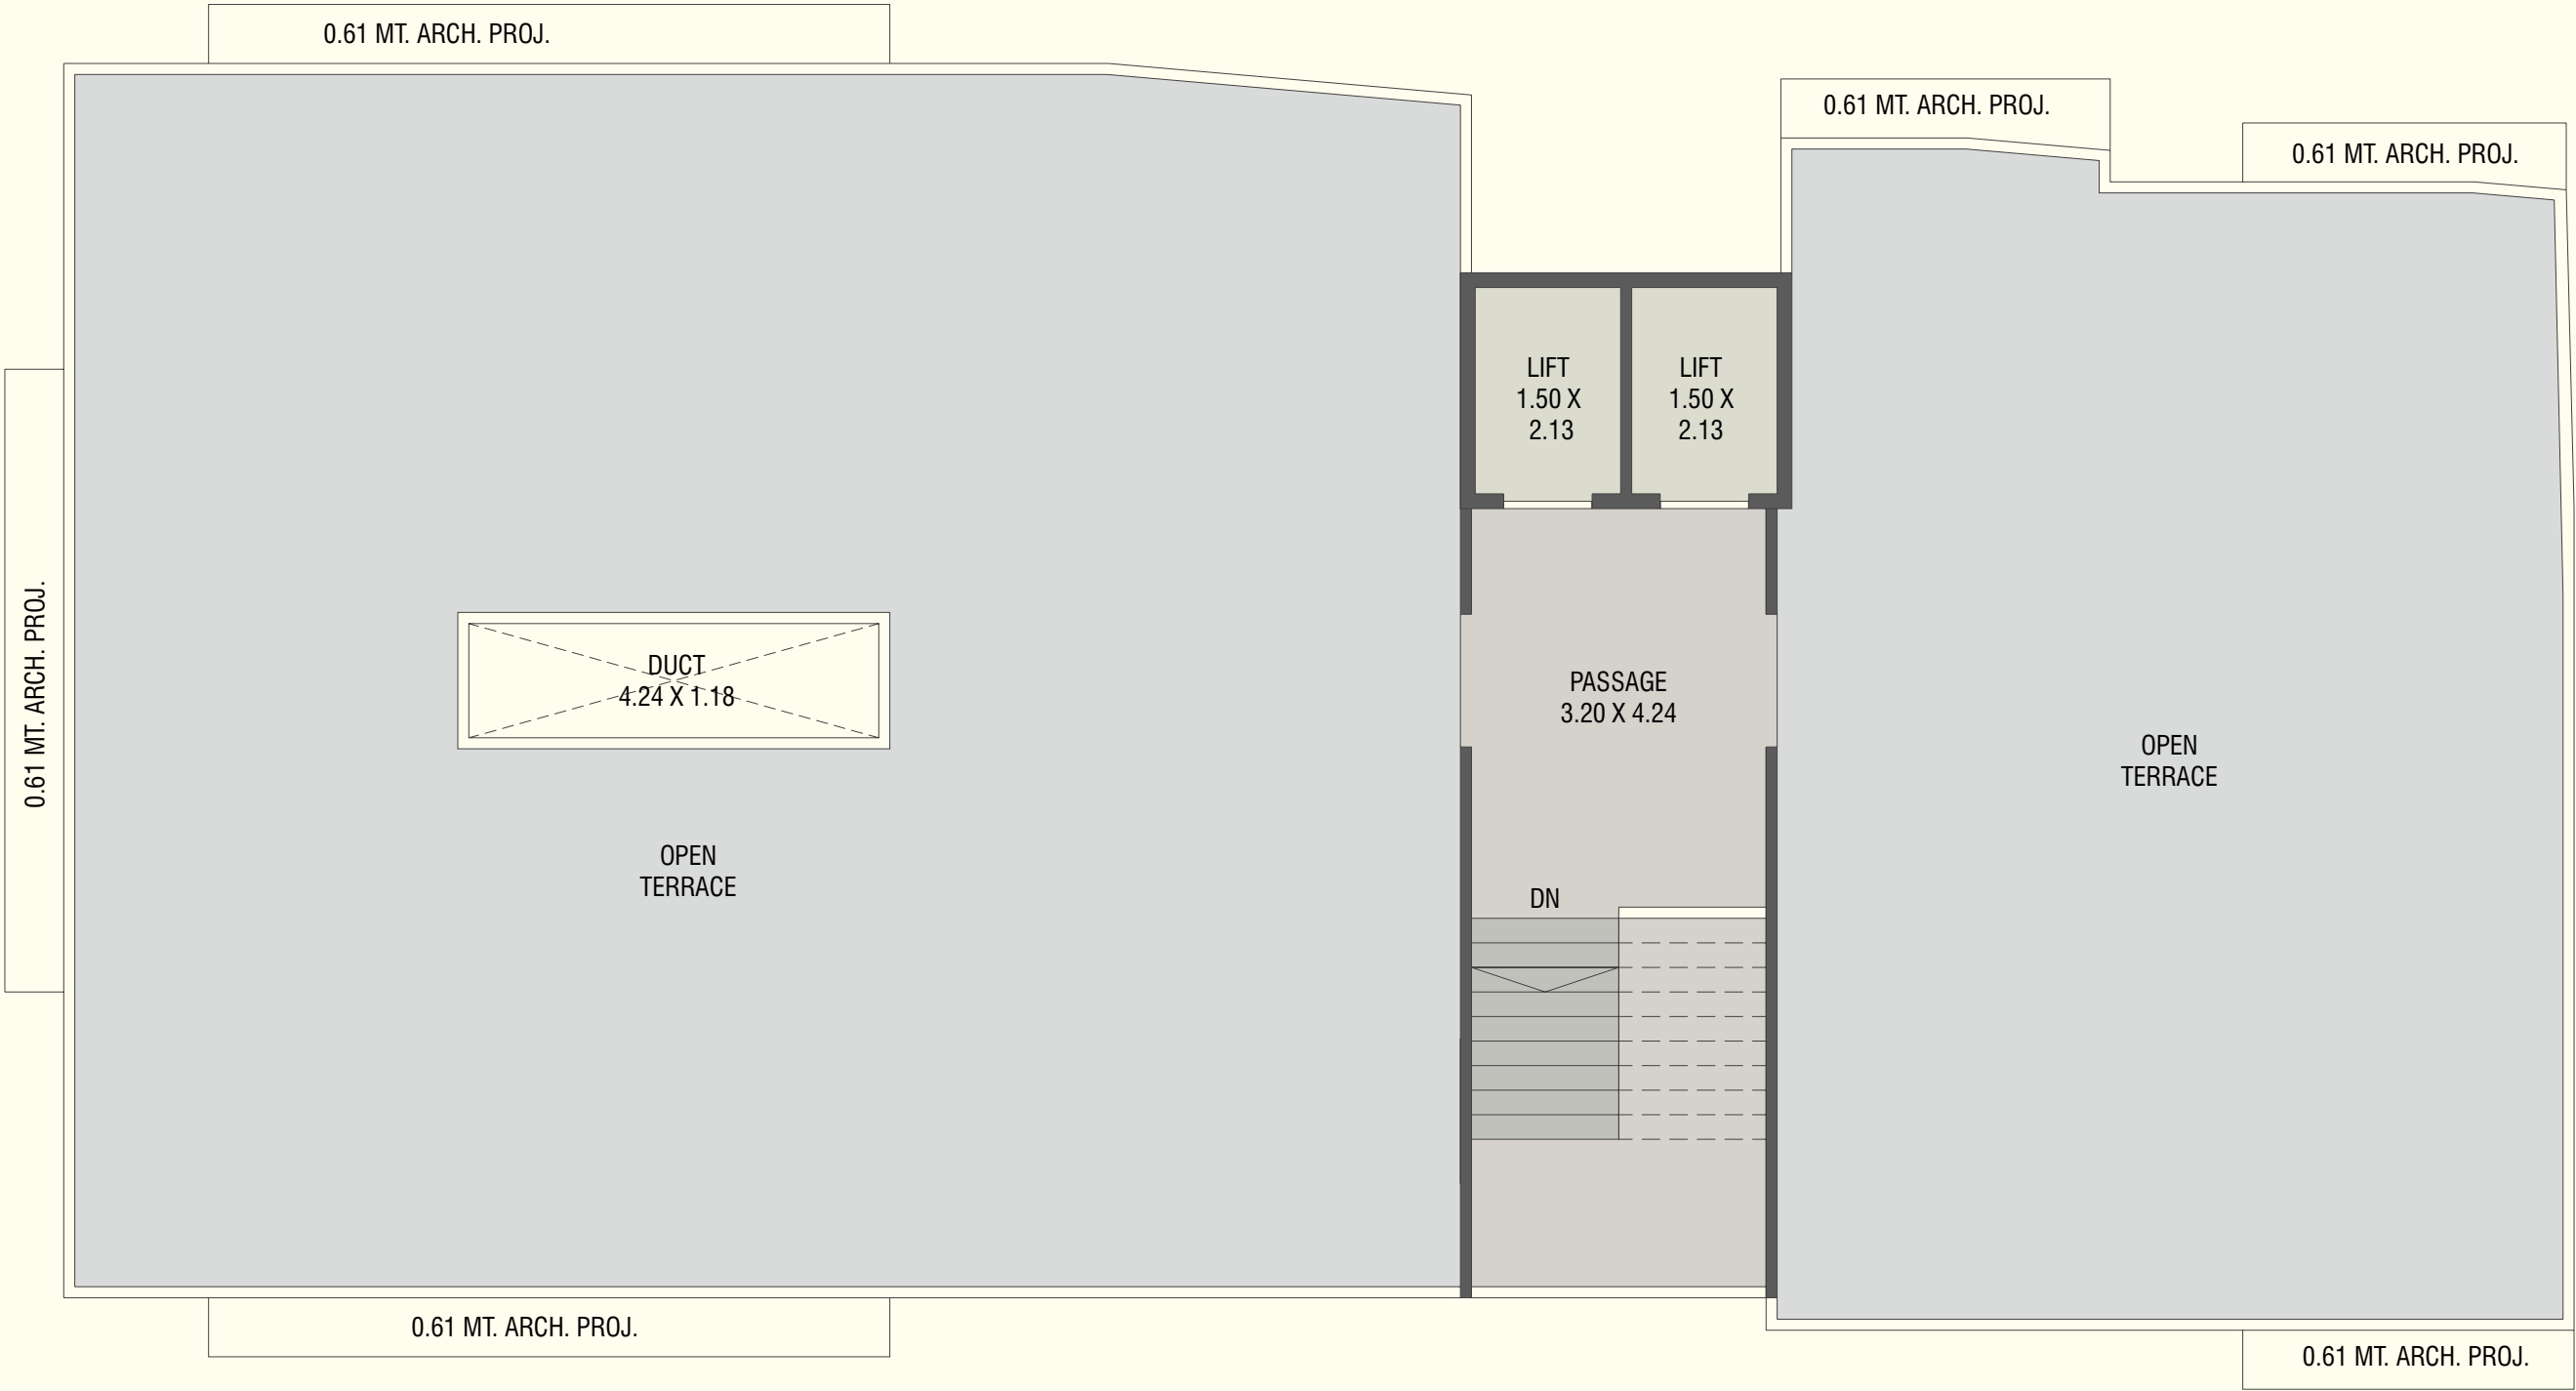 0.61 MT. ARCH. PROJ.
0.61 MT. ARCH. PROJ.
0.61 MT. ARCH. PROJ.
LIFT
1.50 X
2.13
LIFT
1.50 X
2.13
0.61 MT. ARCH. PROJ.
DUCT
4.24 X 1.18
PASSAGE
3.20 X 4.24
OPEN
TERRACE
OPEN
TERRACE
DN
0.61 MT. ARCH. PROJ.
0.61 MT. ARCH. PROJ.